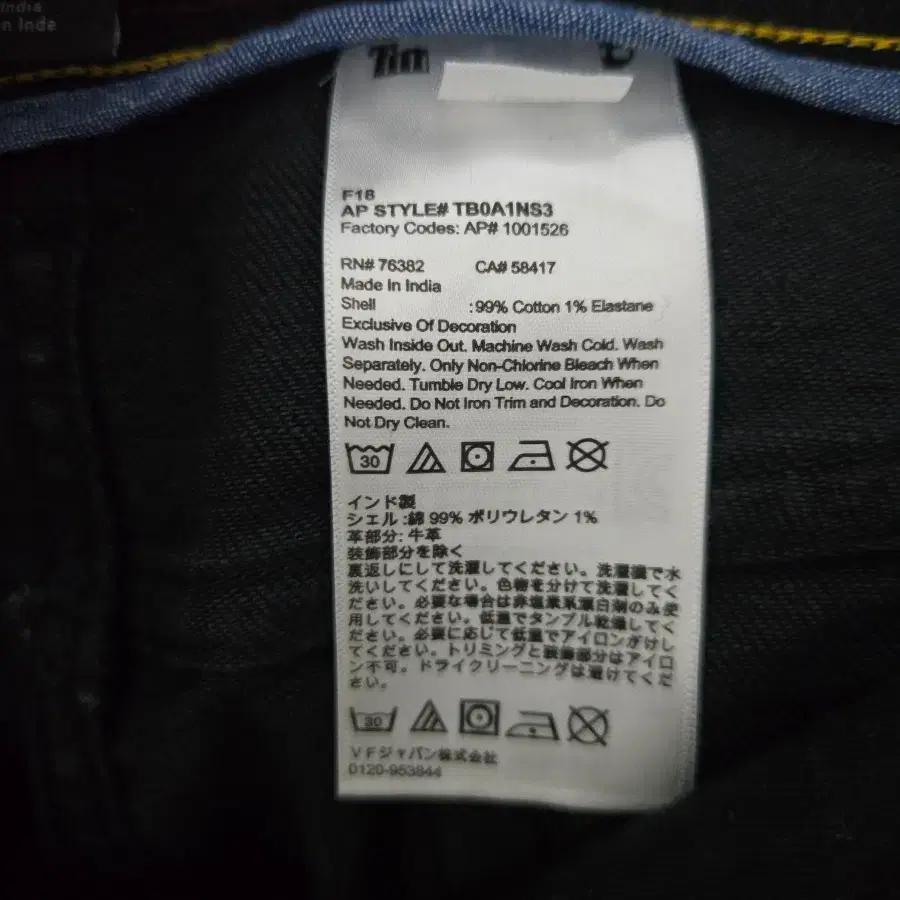 India
n Inde
Tim
F18
AP STYLE# TB0A1NS3
Factory Codes: AP# 1001526
RN# 76382 CA# 58417
Made In India
Shell :99% Cotton 1% Elastane
Exclusive Of Decoration
Wash Inside Out. Machine Wash Cold. Wash
Separately. Only Non-Chlorine Bleach When
Needed. Tumble Dry Low. Cool Iron When
Needed. Do Not Iron Trim and Decoration. Do
Not Dry Clean.
30
インド製
シェル :綿 99% ポリウレタン 1%
革部分: 牛革
装飾部分を除く
裏返しにして洗濯してください。洗濯機で水
洗いしてください。色物を分けて洗濯してく
ださい。必要な場合は非塩素系漂白剤のみ使
用してください。低温でタンブル乾燥してく
ださい。必要に応じて低温でアイロンがけし
てください。トリミングと装飾部分はアイロ
ン不可。ドライクリーニングは避けてくだ
さい。
30
VFジャパン株式会社
0120-953844